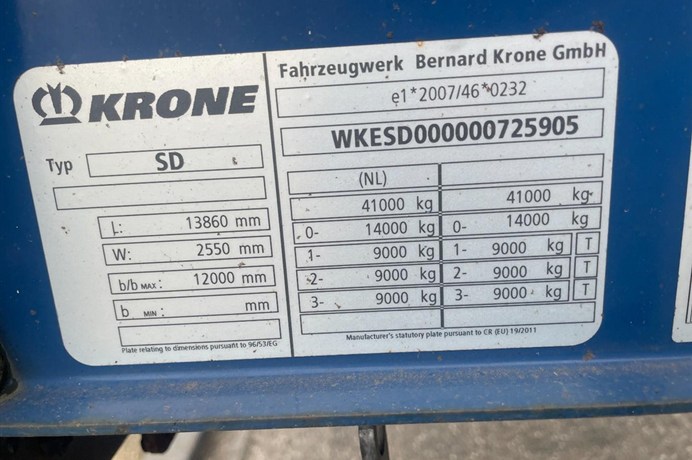 KRONE
Typ SD
L: 13860 mm
W: 2550 mm
b/b MAX: 12000 mm
b MIN: mm
Plate relating to dimensions pursuant to 96/53/EG
Fahrzeugwerk Bernard Krone GmbH
e1*2007/46*0232
WKESD000000725905
(NL)
41000 kg 41000 kg
0- 14000 kg 0- 14000 kg
1- 9000 kg 1- 9000 kg T
2- 9000 kg 2- 9000 kg T
3- 9000 kg 3- 9000 kg T
Manufacturer's statutory plate pursuant to CR (EU) 19/2011